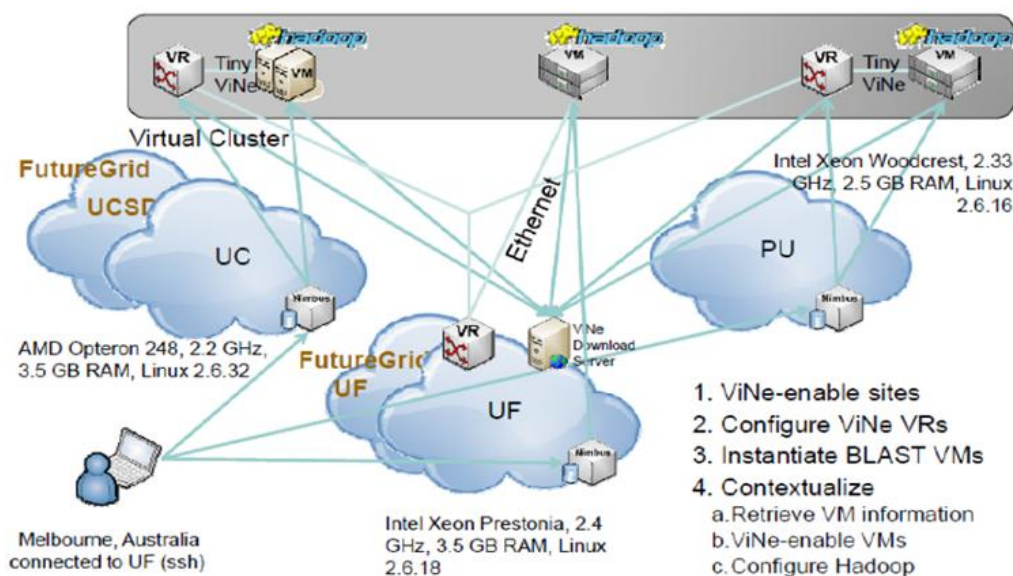 hadoop
hadoop
hadoop
VR
Tiny
ViNe
VM
VM
VR
Tiny
ViNe
Virtual Cluster
FutureGrid
UCSD
UC
Nimbus
Ethernet
Intel Xeon Woodcrest, 2.33
GHz, 2.5 GB RAM, Linux
2.6.16
PU
Nimbus
AMD Opteron 248, 2.2 GHz,
3.5 GB RAM, Linux 2.6.32
FutureGrid
UF
VR
ViNe
Download
Server
UF
Nimbus
Melbourne, Australia
connected to UF (ssh)
Intel Xeon Prestonia, 2.4
GHz, 3.5 GB RAM, Linux
2.6.18
1. ViNe-enable sites
2. Configure ViNe VRs
3. Instantiate BLAST VMs
4. Contextualize
a.Retrieve VM information
b.ViNe-enable VMs
c. Configure Hadoop